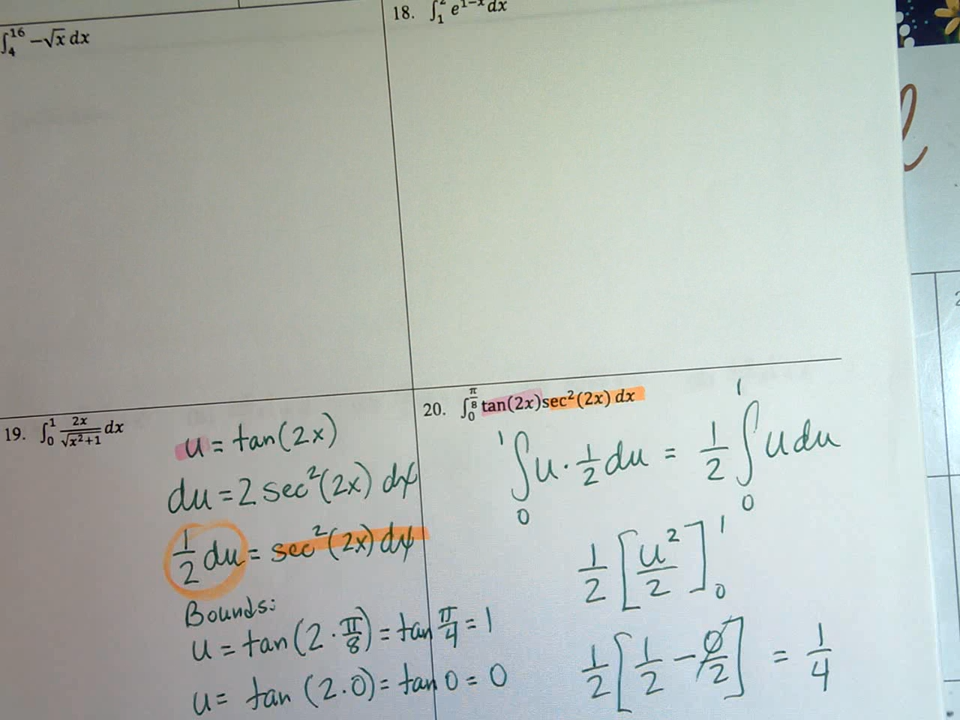 ∫₄¹⁶ −√x dx
18. ∫₁² e^(1−x) dx
19. ∫₀¹ 2x/√(x²+1) dx
20. ∫₀^(π/8) tan(2x)sec²(2x) dx
u = tan(2x)
du = 2 sec²(2x) dx
1/2 du = sec²(2x) dx
Bounds:
u = tan(2·π/8) = tan π/4 = 1
u = tan(2·0) = tan 0 = 0
∫₀¹ u · 1/2 du = 1/2 ∫₀¹ u du
1/2 [u²/2]₀¹
1/2 [1/2 − 0/2] = 1/4